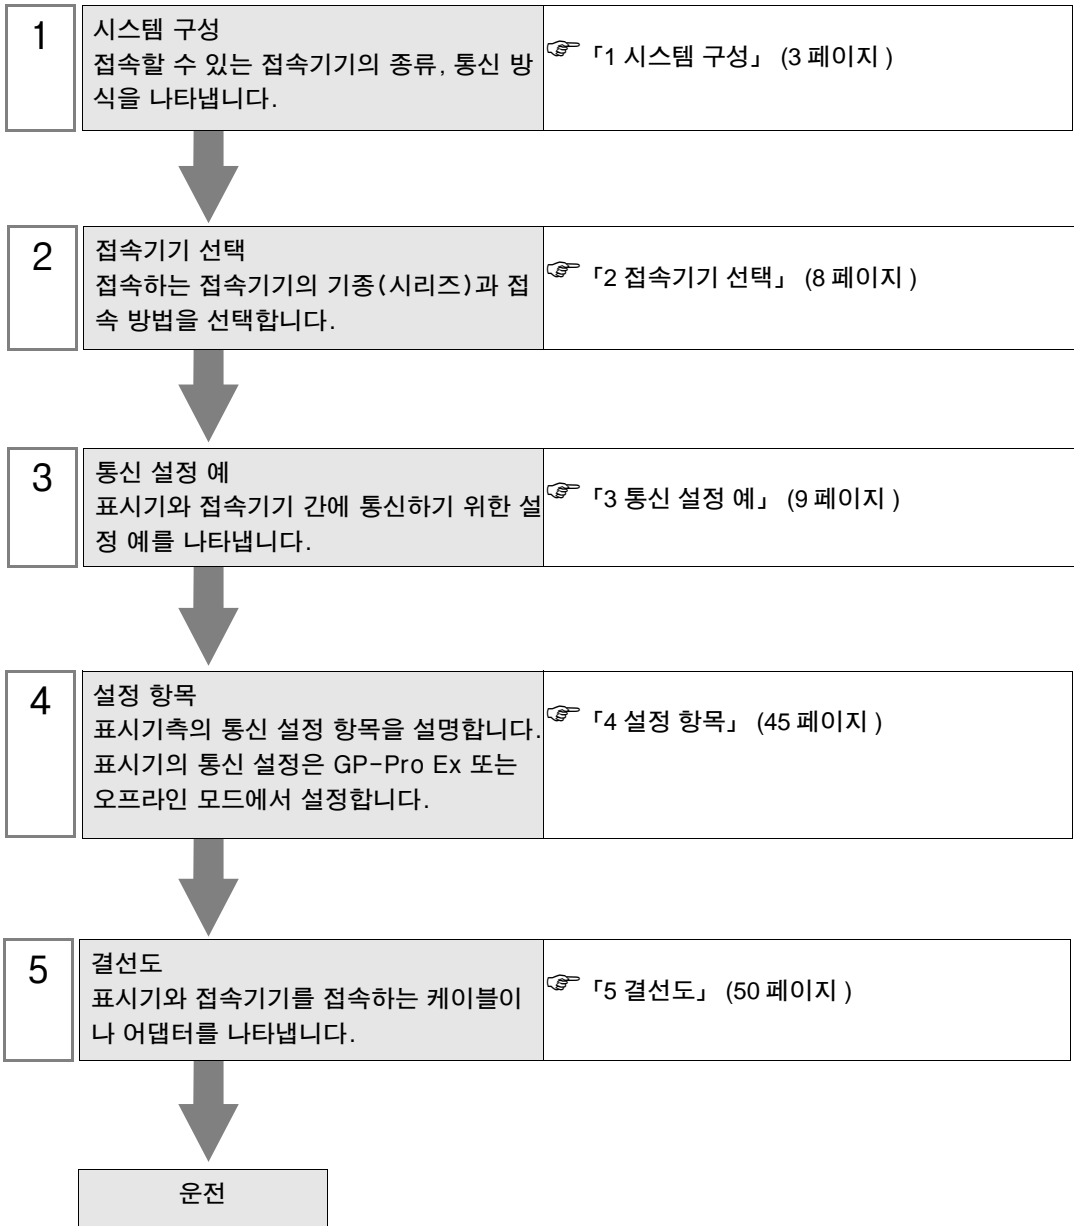 1
시스템 구성
접속할 수 있는 접속기기의 종류, 통신 방
식을 나타냅니다.
☞ 「1 시스템 구성」 (3 페이지 )
2
접속기기 선택
접속하는 접속기기의 기종(시리즈)과 접
속 방법을 선택합니다.
☞ 「2 접속기기 선택」 (8 페이지 )
3
통신 설정 예
표시기와 접속기기 간에 통신하기 위한 설
정 예를 나타냅니다.
☞ 「3 통신 설정 예」 (9 페이지 )
4
설정 항목
표시기측의 통신 설정 항목을 설명합니다.
표시기의 통신 설정은 GP-Pro Ex 또는
오프라인 모드에서 설정합니다.
☞ 「4 설정 항목」 (45 페이지 )
5
결선도
표시기와 접속기기를 접속하는 케이블이
나 어댑터를 나타냅니다.
☞ 「5 결선도」 (50 페이지 )
운전